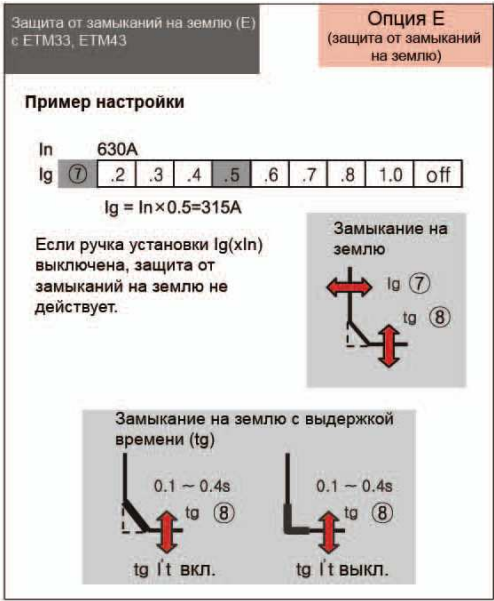 Защита от замыканий на землю (E)
с ETM33, ETM43
Опция E
(защита от замыканий
на землю)
Пример настройки
In 630A
Ig ⑦ .2 .3 .4 .5 .6 .7 .8 1.0 off
Ig = In×0.5=315A
Если ручка установки Ig(xIn)
выключена, защита от
замыканий на землю не
действует.
Замыкание на
землю
Ig ⑦
tg ⑧
Замыкание на землю с выдержкой
времени (tg)
0.1 ~ 0.4s
tg ⑧
tg I't вкл.
0.1 ~ 0.4s
tg ⑧
tg I't выкл.